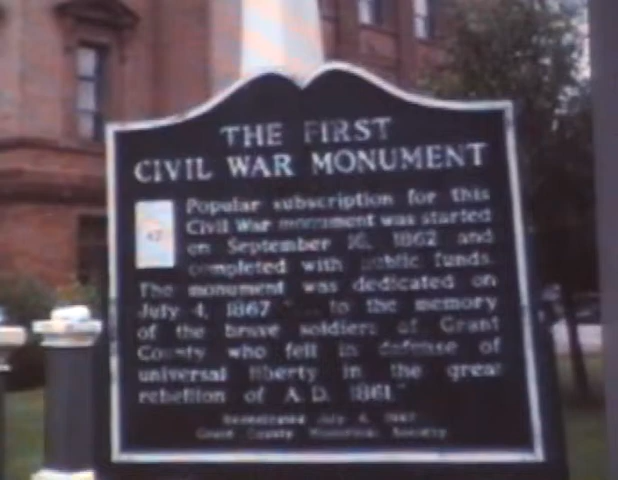 THE FIRST
CIVIL WAR MONUMENT
Popular subscription for this
Civil War monument was started
on September 16, 1862 and
completed with public funds.
The monument was dedicated on
July 4, 1867 "... to the memory
of the brave soldiers of Grant
County who fell in defense of
universal liberty in the great
rebellion of A.D. 1861."
July 4,
Grant County Historical Society